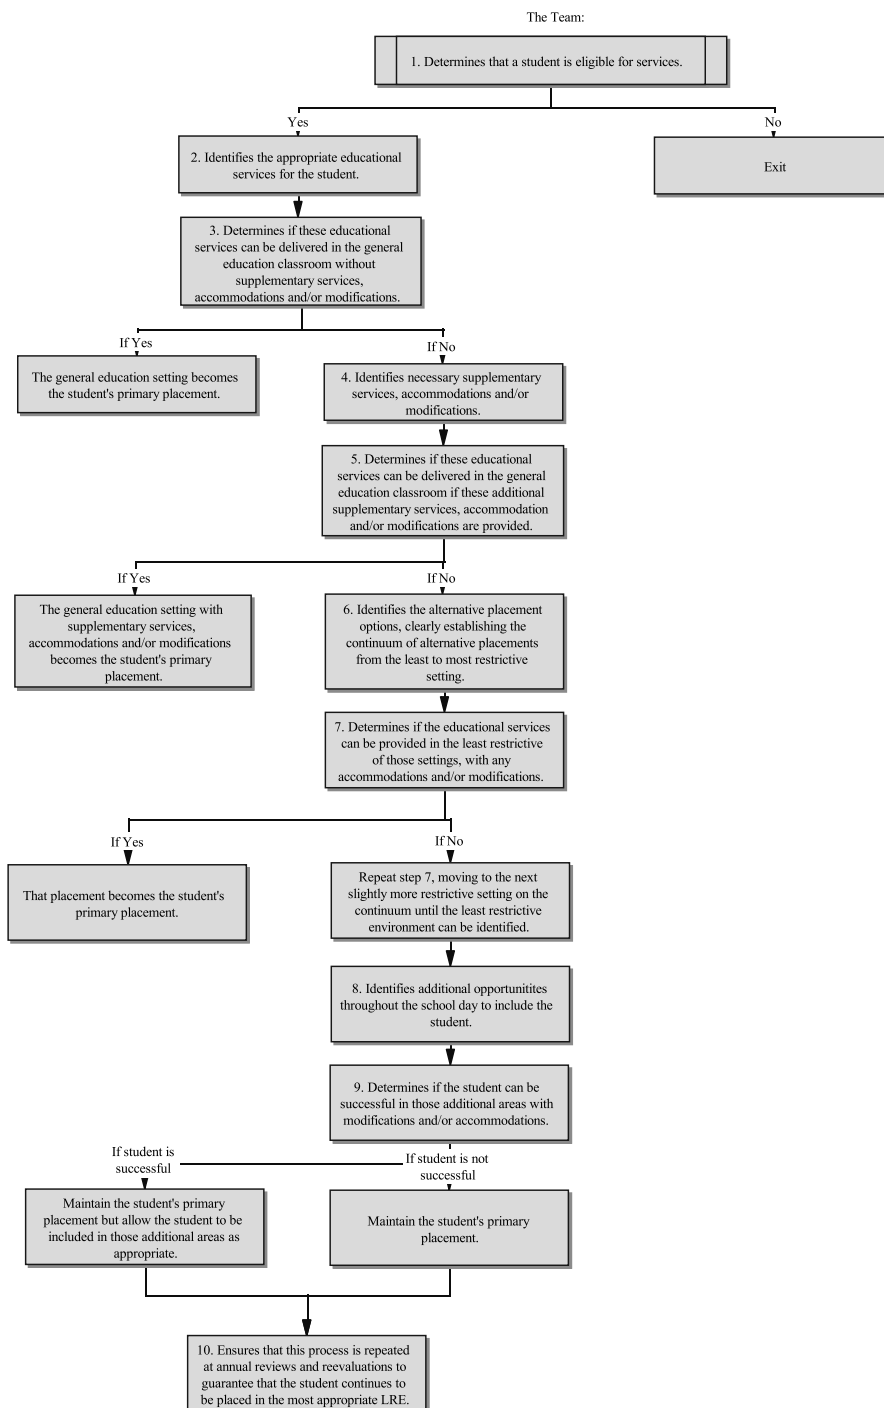 The Team:
1. Determines that a student is eligible for services.
Yes
No
2. Identifies the appropriate educational
services for the student.
Exit
3. Determines if these educational
services can be delivered in the general
education classroom without
supplementary services,
accommodations and/or modifications.
If Yes
If No
The general education setting becomes
the student's primary placement.
4. Identifies necessary supplementary
services, accommodations and/or
modifications.
5. Determines if these educational
services can be delivered in the general
education classroom if these additional
supplementary services, accommodation
and/or modifications are provided.
If Yes
If No
The general education setting with
supplementary services,
accommodations and/or modifications
becomes the student's primary
placement.
6. Identifies the alternative placement
options, clearly establishing the
continuum of alternative placements
from the least to most restrictive
setting.
7. Determines if the educational services
can be provided in the least restrictive
of those settings, with any
accommodations and/or modifications.
If Yes
If No
That placement becomes the student's
primary placement.
Repeat step 7, moving to the next
slightly more restrictive setting on the
continuum until the least restrictive
environment can be identified.
8. Identifies additional opportunitites
throughout the school day to include the
student.
9. Determines if the student can be
successful in those additional areas with
modifications and/or accommodations.
If student is
successful
If student is not
successful
Maintain the student's primary
placement but allow the student to be
included in those additional areas as
appropriate.
Maintain the student's primary
placement.
10. Ensures that this process is repeated
at annual reviews and reevaluations to
guarantee that the student continues to
be placed in the most appropriate LRE.